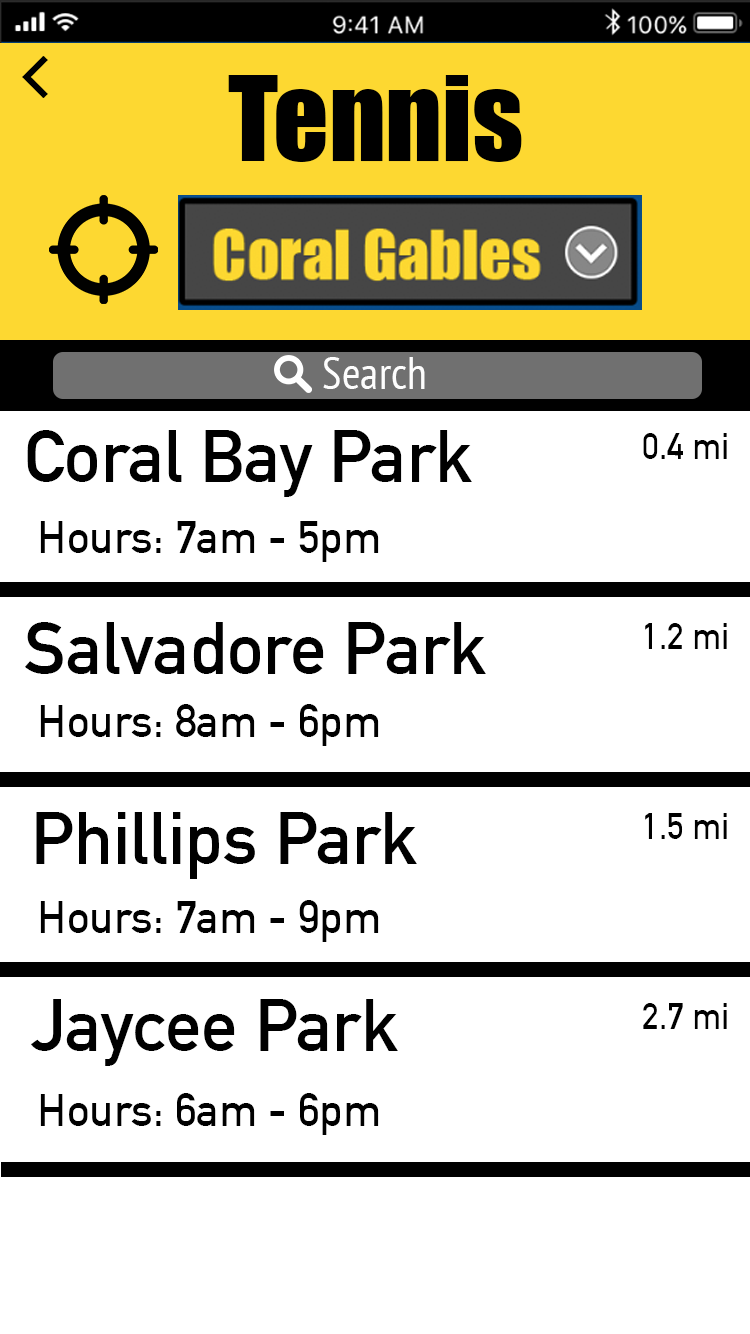 9:41 AM 100%
Tennis
Coral Gables
Search
Coral Bay Park 0.4 mi
Hours: 7am - 5pm
Salvadore Park 1.2 mi
Hours: 8am - 6pm
Phillips Park 1.5 mi
Hours: 7am - 9pm
Jaycee Park 2.7 mi
Hours: 6am - 6pm